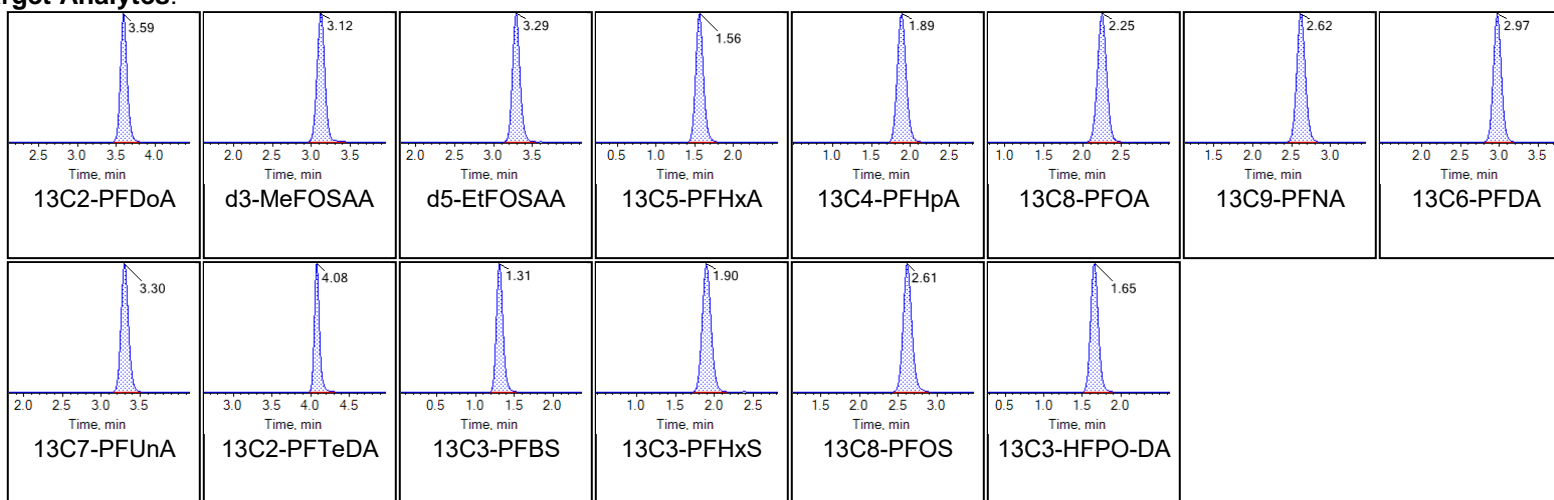 rget Analytes:
3.59 3.12 3.29 1.56 1.89 2.25 2.62 2.97
2.5 3.0 3.5 4.0 2.0 2.5 3.0 3.5 2.0 2.5 3.0 3.5 0.5 1.0 1.5 2.0 1.0 1.5 2.0 2.5 1.0 1.5 2.0 2.5 1.5 2.0 2.5 3.0 2.0 2.5 3.0 3.5
Time, min Time, min Time, min Time, min Time, min Time, min Time, min Time, min
13C2-PFDoA d3-MeFOSAA d5-EtFOSAA 13C5-PFHxA 13C4-PFHpA 13C8-PFOA 13C9-PFNA 13C6-PFDA
3.30 4.08 1.31 1.90 2.61 1.65
2.0 2.5 3.0 3.5 3.0 3.5 4.0 4.5 0.5 1.0 1.5 2.0 1.0 1.5 2.0 2.5 1.5 2.0 2.5 3.0 0.5 1.0 1.5 2.0
Time, min Time, min Time, min Time, min Time, min Time, min
13C7-PFUnA 13C2-PFTeDA 13C3-PFBS 13C3-PFHxS 13C8-PFOS 13C3-HFPO-DA